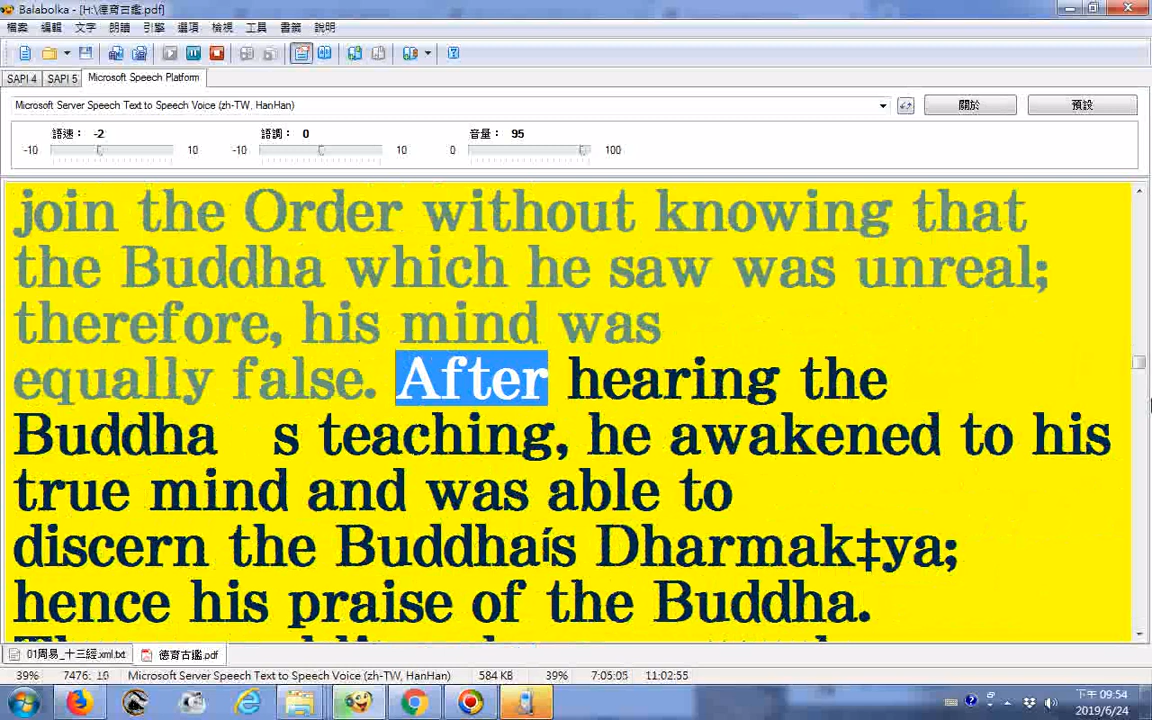 Balabolka - [H:\德育古鑑.pdf]
檔案 編輯 文字 朗讀 引擎 選項 檢視 工具 書籤 說明
SAPI 4 SAPI 5 Microsoft Speech Platform
Microsoft Server Speech Text to Speech Voice (zh-TW, HanHan) 關於 預設
語速: -2 語調: 0 音量: 95
-10 10 -10 10 0 100
join the Order without knowing that
the Buddha which he saw was unreal;
therefore, his mind was
equally false. After hearing the
Buddha s teaching, he awakened to his
true mind and was able to
discern the Buddhaís Dharmak‡ya;
hence his praise of the Buddha.
01周易_十三經.xml.txt 德育古鑑.pdf
39% 7476: 10 Microsoft Server Speech Text to Speech Voice (zh-TW, HanHan) 584 KB 39% 7:05:05 11:02:55
下午 09:54
2019/6/24